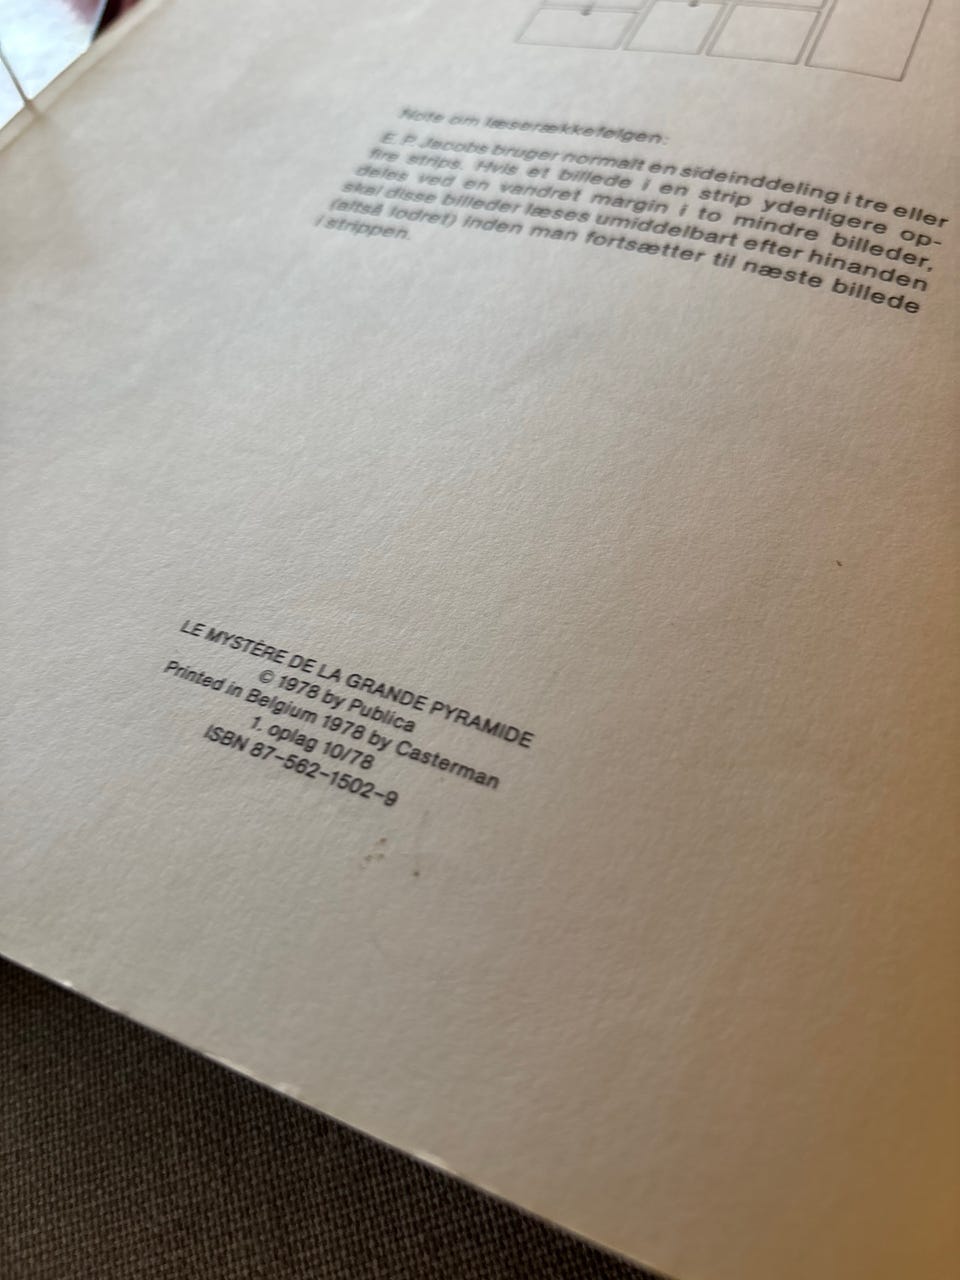 Note om læserækkefølgen:
E. P. Jacobs bruger normalt en sideinddeling i tre eller
fire strips. Hvis et billede i en strip yderligere op-
deles ved en vandret margin i to mindre billeder,
skal disse billeder læses umiddelbart efter hinanden
(altså lodret) inden man fortsætter til næste billede
i strippen.
LE MYSTÈRE DE LA GRANDE PYRAMIDE
© 1978 by Publica
Printed in Belgium 1978 by Casterman
1. oplag 10/78
ISBN 87-562-1502-9